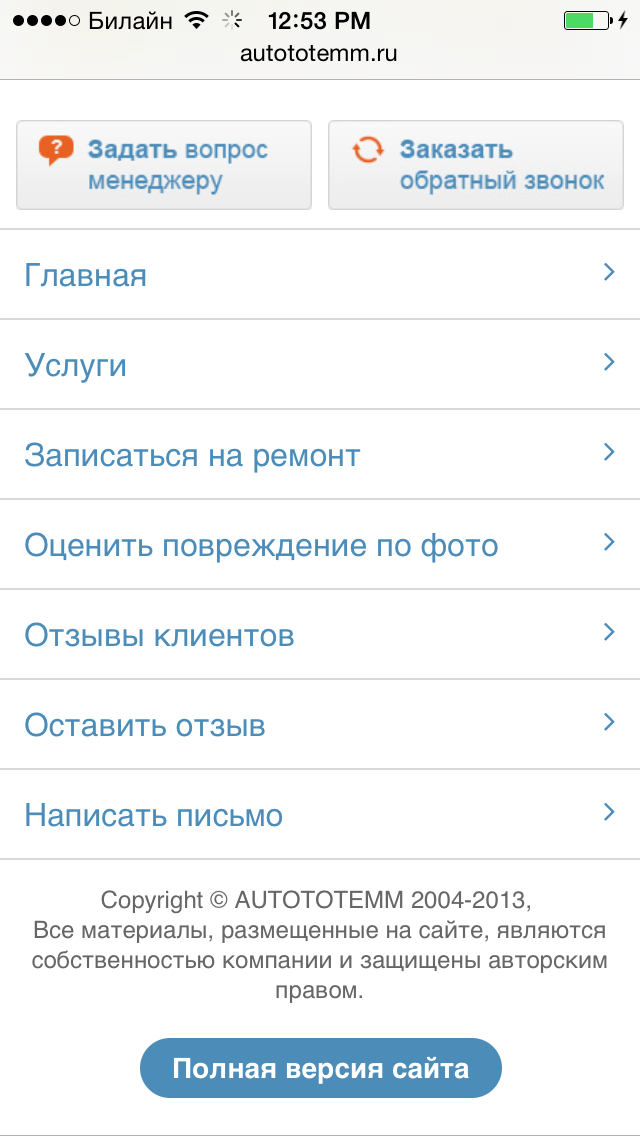 Билайн 12:53 PM
autototemm.ru
? Задать вопрос
менеджеру
Заказать
обратный звонок
Главная
Услуги
Записаться на ремонт
Оценить повреждение по фото
Отзывы клиентов
Оставить отзыв
Написать письмо
Copyright © AUTOTOTEMM 2004-2013,
Все материалы, размещенные на сайте, являются
собственностью компании и защищены авторским
правом.
Полная версия сайта